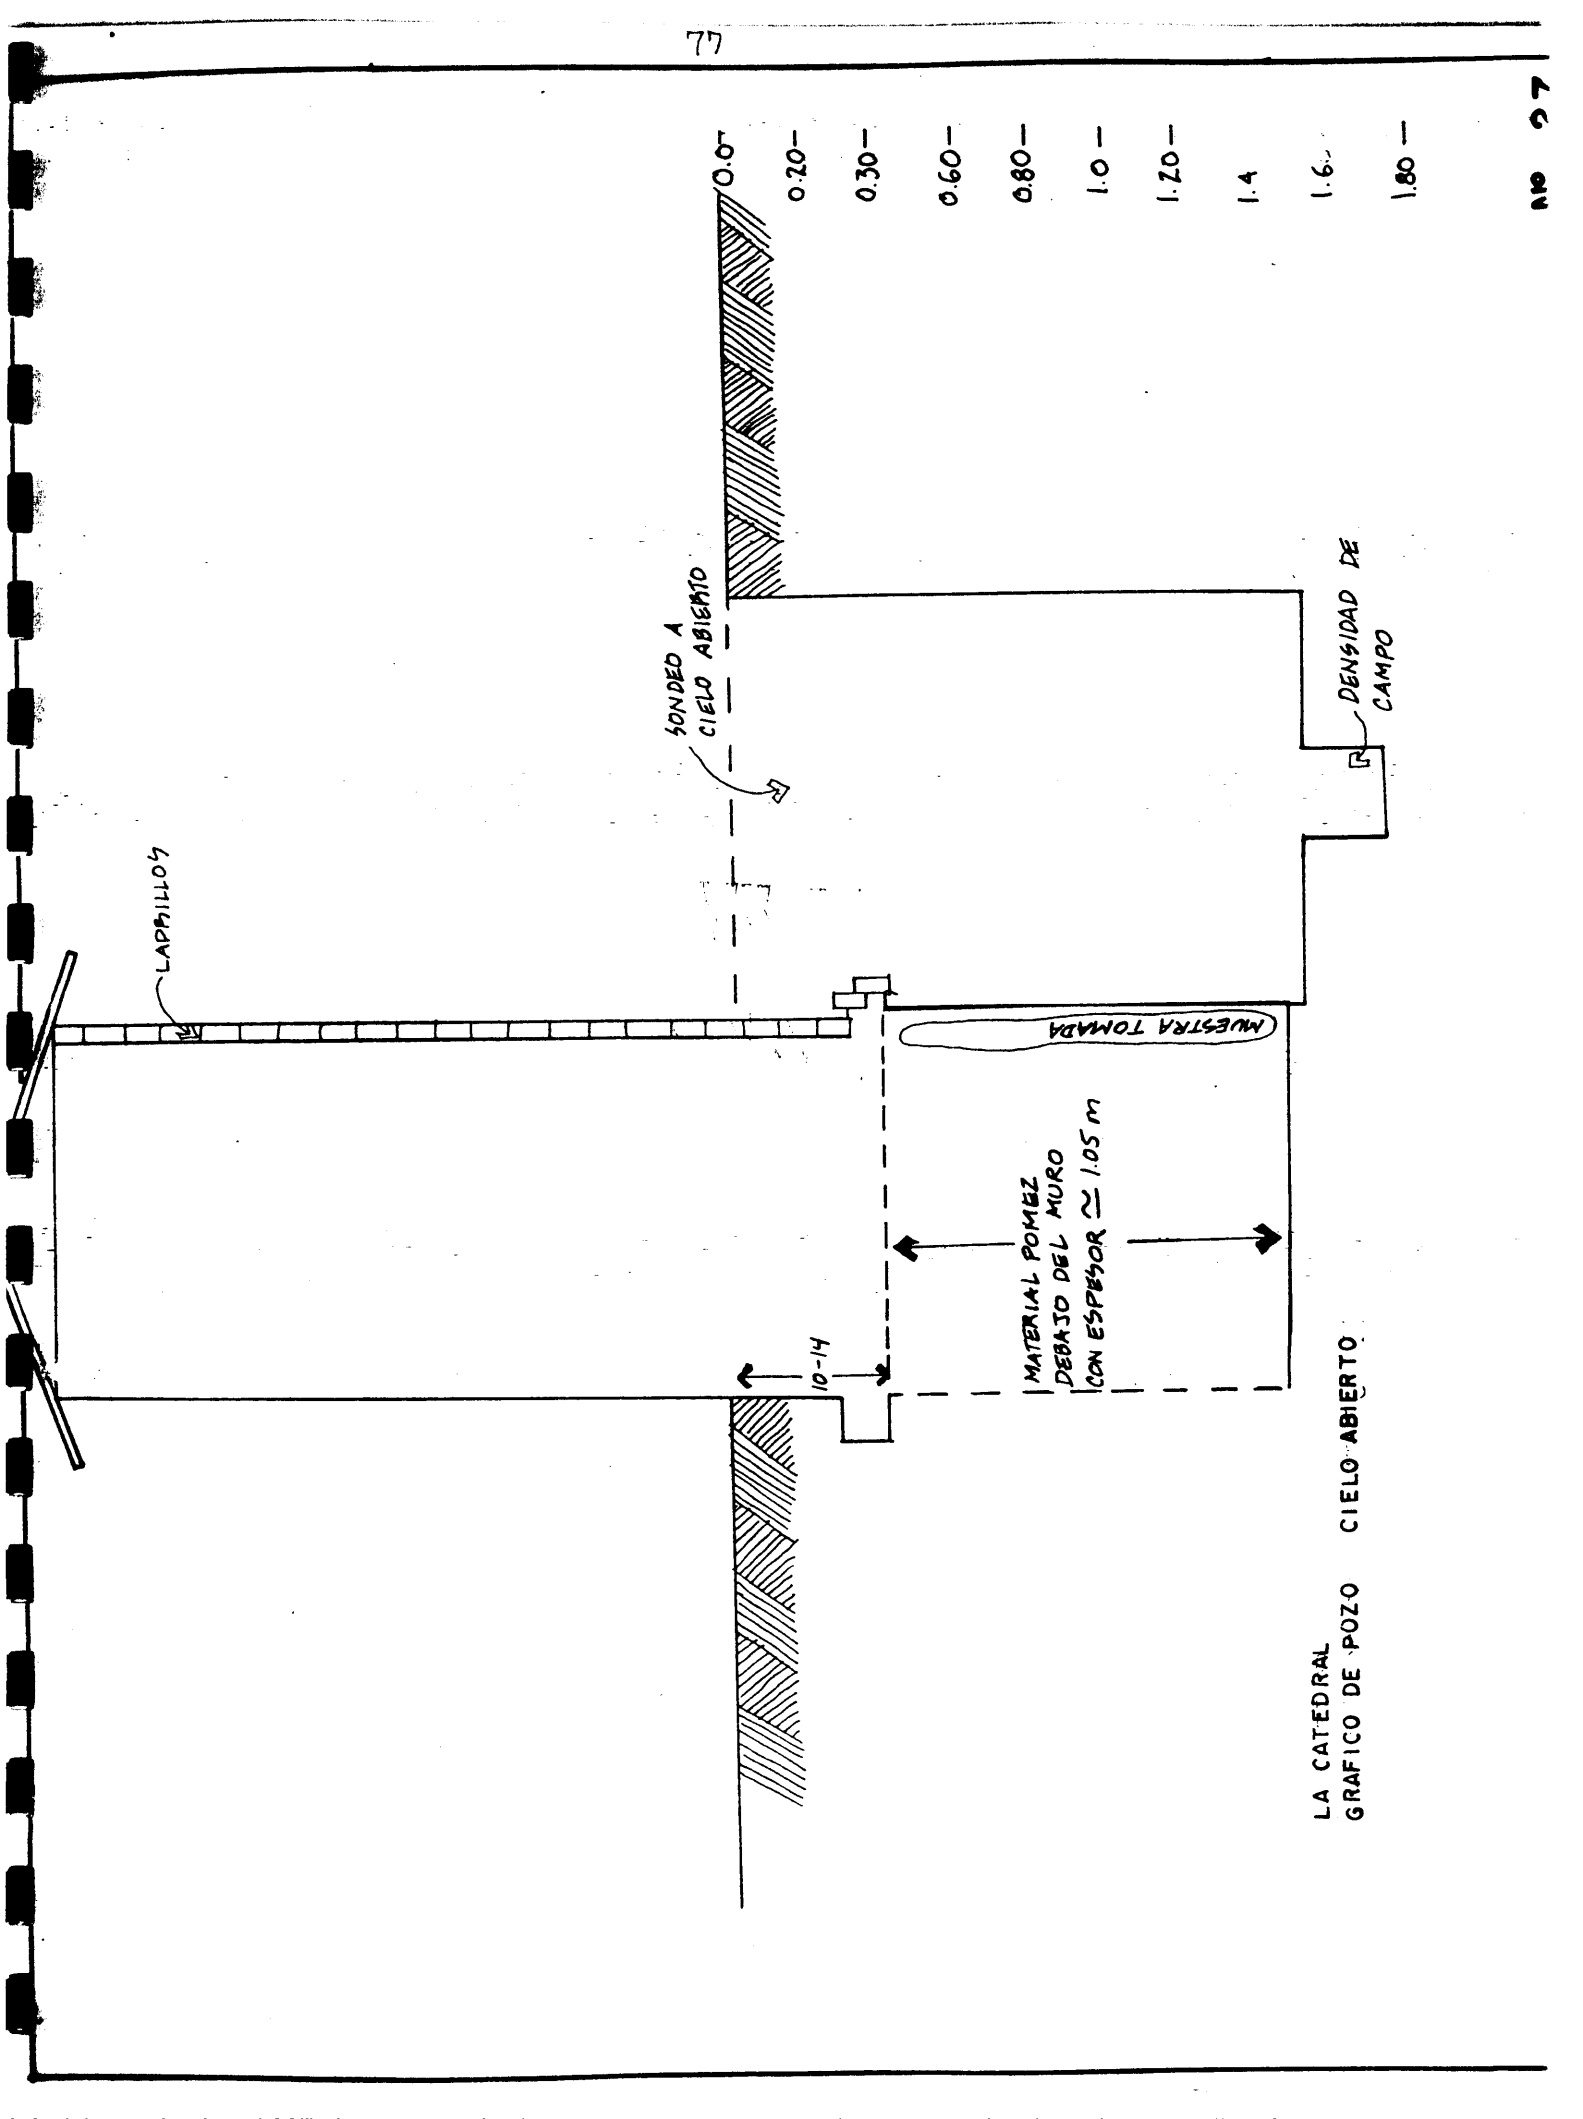 77
LADRILLOS
SONDEO A
CIELO ABIERTO
0.0-
0.20-
0.30-
0.60-
0.80-
1.0-
1.20-
1.4
1.6
1.80-
10-14
MATERIAL POMEZ
DEBAJO DEL MURO
CON ESPESOR ≃ 1.05 m
MUESTRA TOMADA
DENSIDAD DE
CAMPO
LA CATEDRAL
GRAFICO DE POZO CIELO ABIERTO